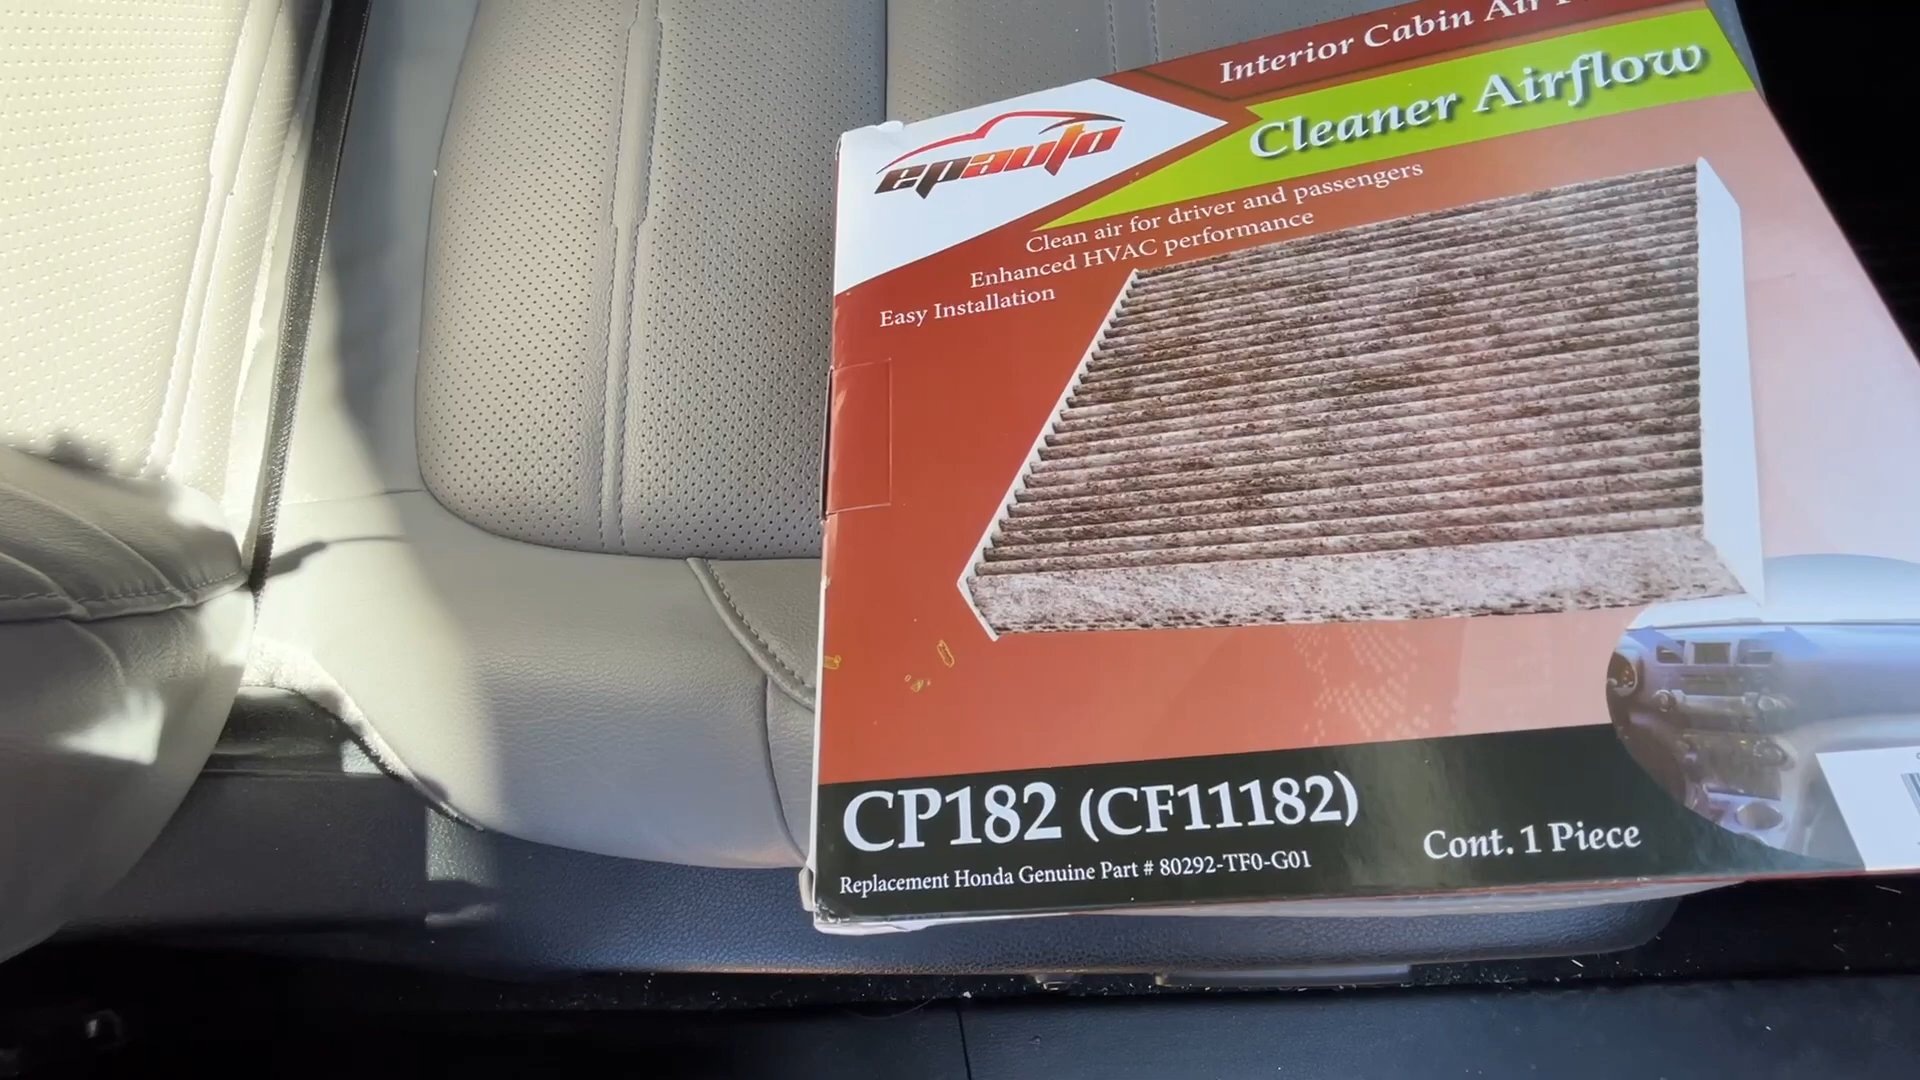 Interior Cabin Air
Cleaner Airflow
epauto
Clean air for driver and passengers
Enhanced HVAC performance
Easy Installation
CP182 (CF11182)
Cont. 1 Piece
Replacement Honda Genuine Part # 80292-TF0-G01